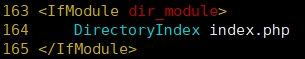 163 <IfModule dir_module>
164     DirectoryIndex index.php
165 </IfModule>